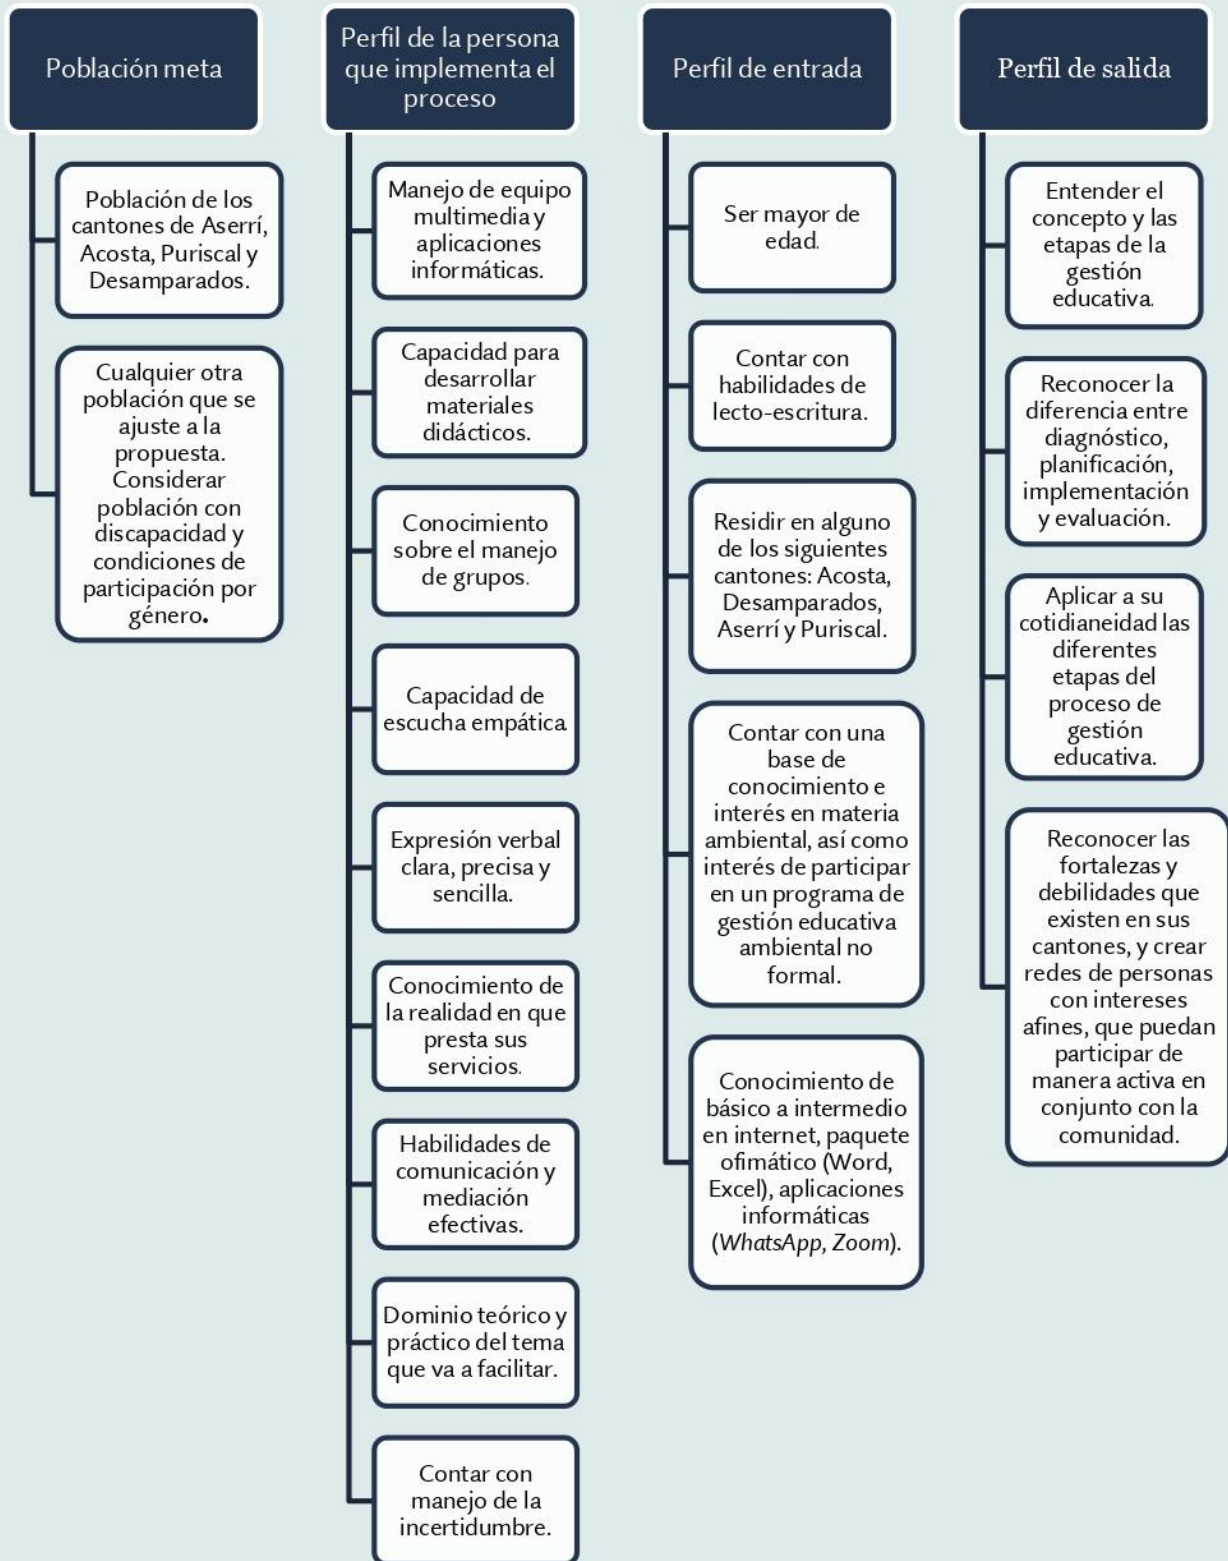 Población meta
Población de los
cantones de Aserrí,
Acosta, Puriscal y
Desamparados.
Cualquier otra
población que se
ajuste a la
propuesta.
Considerar
población con
discapacidad y
condiciones de
participación por
género.
Perfil de la persona
que implementa el
proceso
Manejo de equipo
multimedia y
aplicaciones
informáticas.
Capacidad para
desarrollar
materiales
didácticos.
Conocimiento
sobre el manejo
de grupos.
Capacidad de
escucha empática
Expresión verbal
clara, precisa y
sencilla.
Conocimiento de
la realidad en que
presta sus
servicios.
Habilidades de
comunicación y
mediación
efectivas.
Dominio teórico y
práctico del tema
que va a facilitar.
Contar con
manejo de la
incertidumbre.
Perfil de entrada
Ser mayor de
edad.
Contar con
habilidades de
lecto-escritura.
Residir en alguno
de los siguientes
cantones: Acosta,
Desamparados,
Aserrí y Puriscal.
Contar con una
base de
conocimiento e
interés en materia
ambiental, así como
interés de participar
en un programa de
gestión educativa
ambiental no
formal.
Conocimiento de
básico a intermedio
en internet, paquete
ofimático (Word,
Excel), aplicaciones
informáticas
(WhatsApp, Zoom).
Perfil de salida
Entender el
concepto y las
etapas de la
gestión
educativa.
Reconocer la
diferencia entre
diagnóstico,
planificación,
implementación
y evaluación.
Aplicar a su
cotidianeidad las
diferentes
etapas del
proceso de
gestión
educativa.
Reconocer las
fortalezas y
debilidades que
existen en sus
cantones, y crear
redes de personas
con intereses
afines, que puedan
participar de
manera activa en
conjunto con la
comunidad.